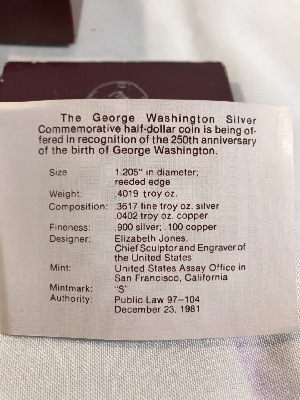 The George Washington Silver
Commemorative half-dollar coin is being of-
fered in recognition of the 250th anniversary
of the birth of George Washington.
Size 1.205" in diameter;
reeded edge
Weight: .4019 troy oz.
Composition: .3617 fine troy oz. silver
.0402 troy oz. copper
Fineness: .900 silver; .100 copper
Designer: Elizabeth Jones,
Chief Sculptor and Engraver of
the United States
Mint: United States Assay Office in
San Francisco, California
Mintmark: "S"
Authority: Public Law 97-104
December 23, 1981